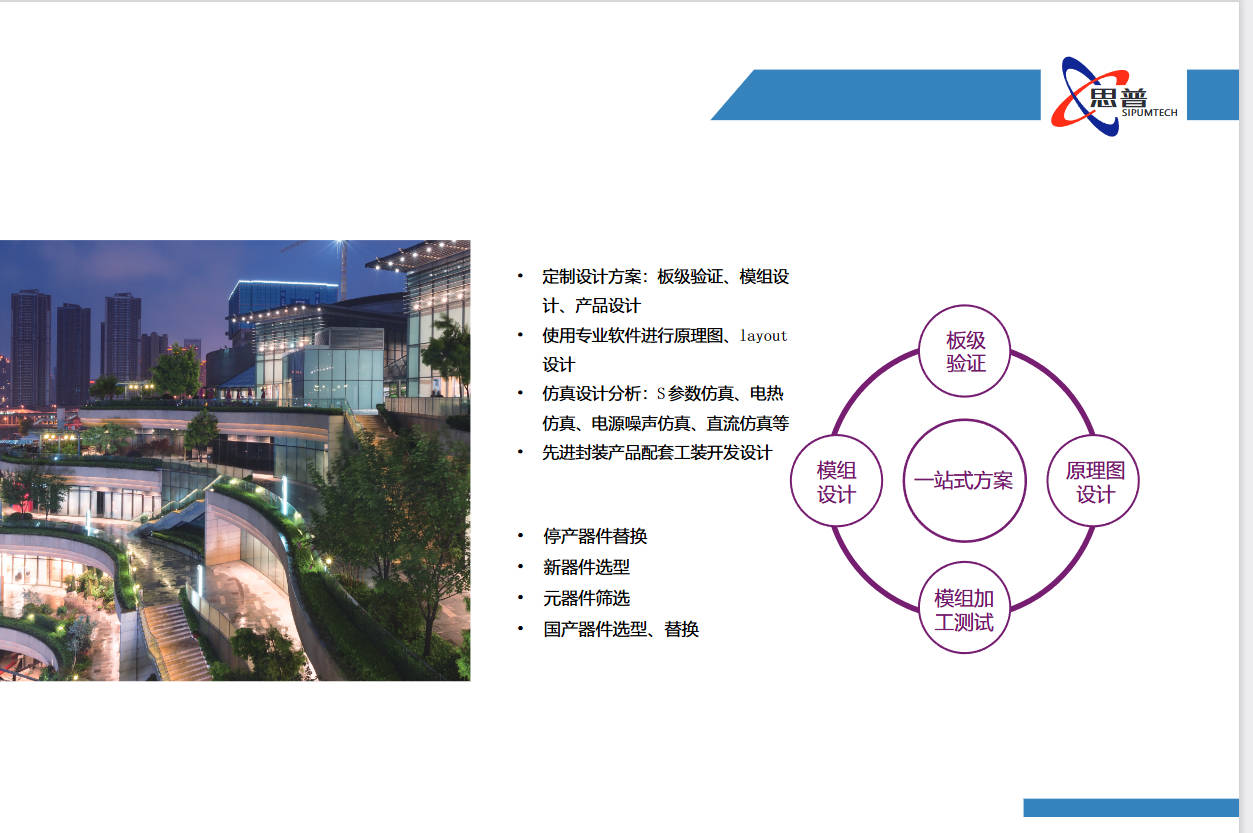 思普
SIPUMTECH
• 定制设计方案：板级验证、模组设
计、产品设计
• 使用专业软件进行原理图、layout
设计
• 仿真设计分析：S参数仿真、电热
仿真、电源噪声仿真、直流仿真等
• 先进封装产品配套工装开发设计
• 停产器件替换
• 新器件选型
• 元器件筛选
• 国产器件选型、替换
板级
验证
模组
设计
一站式方案
原理图
设计
模组加
工测试